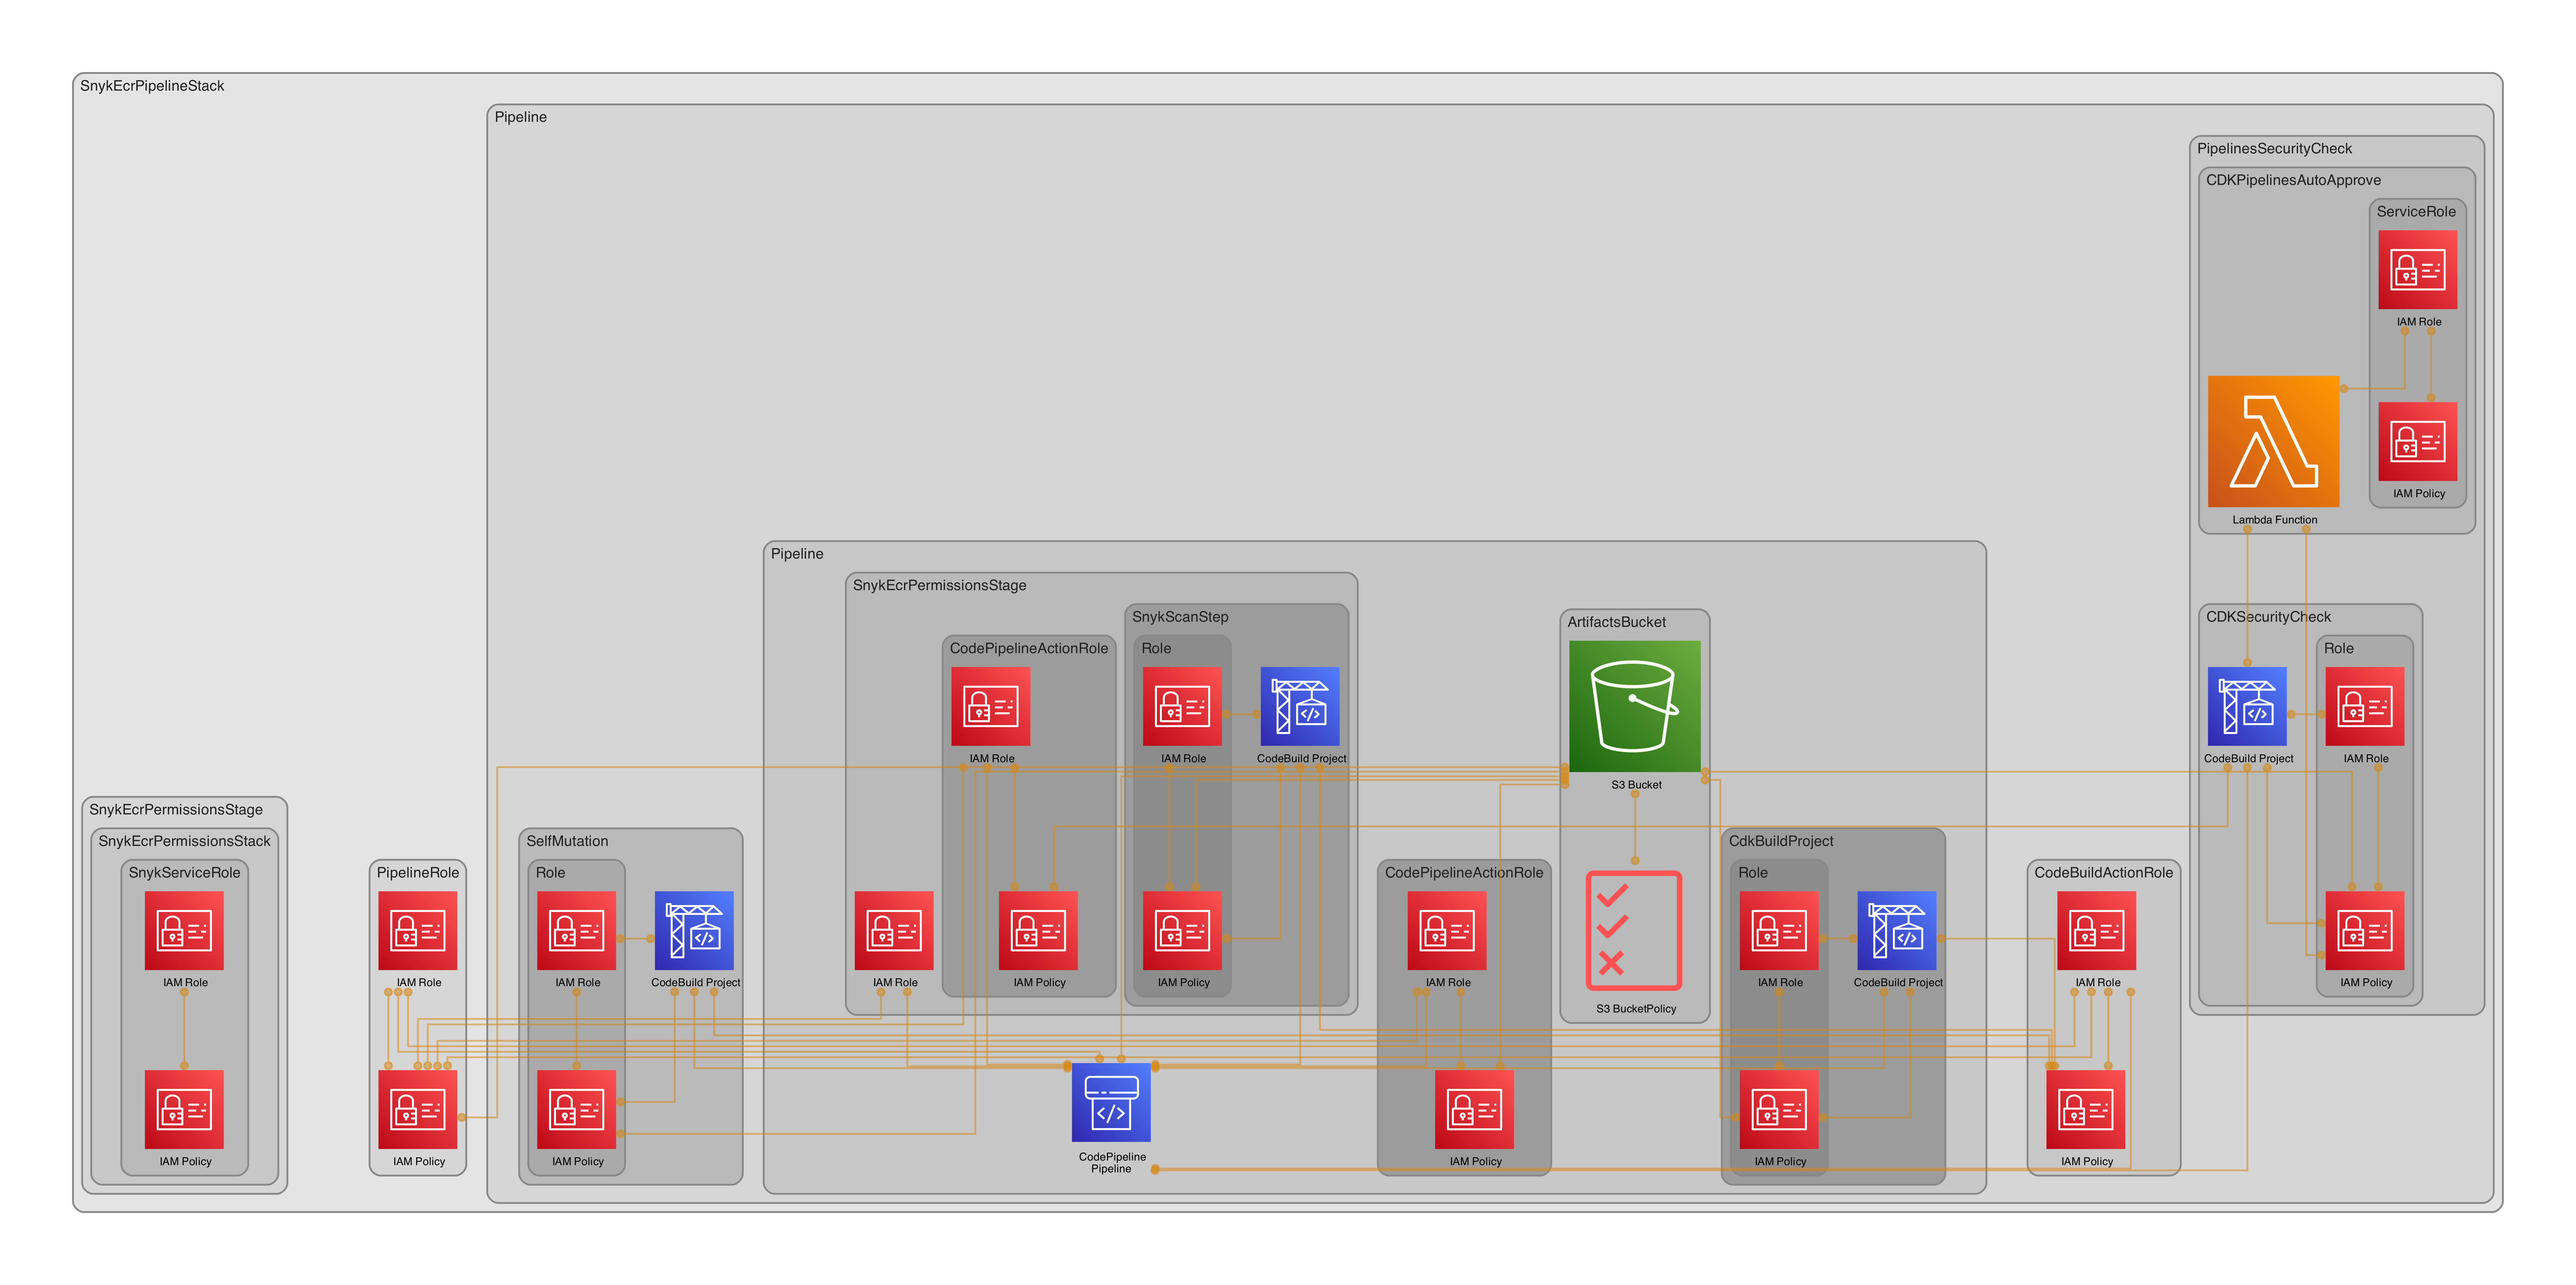 SnykEcrPipelineStack
Pipeline
PipelinesSecurityCheck
CDKPipelinesAutoApprove
ServiceRole
IAM Role
IAM Policy
Lambda Function
Pipeline
SnykEcrPermissionsStage
SnykScanStep
CodePipelineActionRole
Role
IAM Role
IAM Role
CodeBuild Project
ArtifactsBucket
S3 Bucket
CDKSecurityCheck
Role
CodeBuild Project
IAM Role
SnykEcrPermissionsStage
SnykEcrPermissionsStack
SnykServiceRole
IAM Role
IAM Policy
PipelineRole
IAM Role
IAM Policy
SelfMutation
Role
IAM Role
CodeBuild Project
IAM Policy
IAM Role
IAM Policy
IAM Policy
CodePipeline
Pipeline
CodePipelineActionRole
IAM Role
IAM Policy
S3 BucketPolicy
CdkBuildProject
Role
IAM Role
CodeBuild Project
IAM Policy
CodeBuildActionRole
IAM Role
IAM Policy
IAM Policy